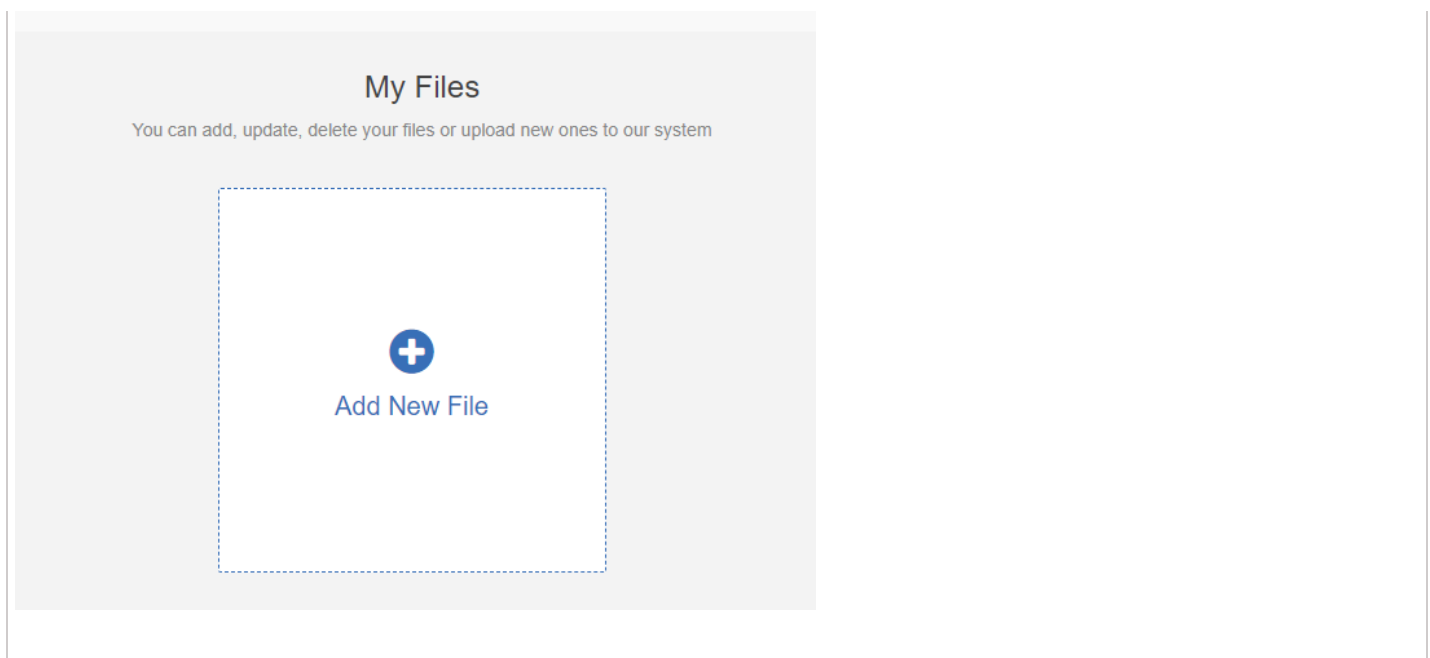 My Files
You can add, update, delete your files or upload new ones to our system
Add New File